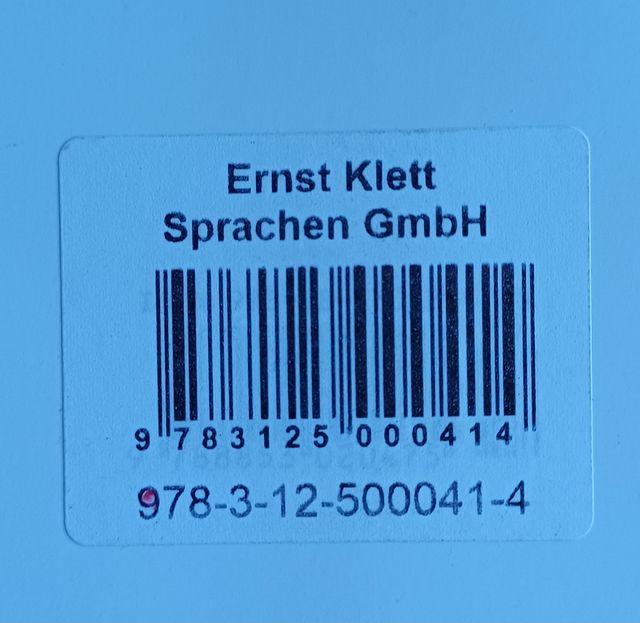 Ernst Klett
Sprachen GmbH
9 783125 000414
978-3-12-500041-4